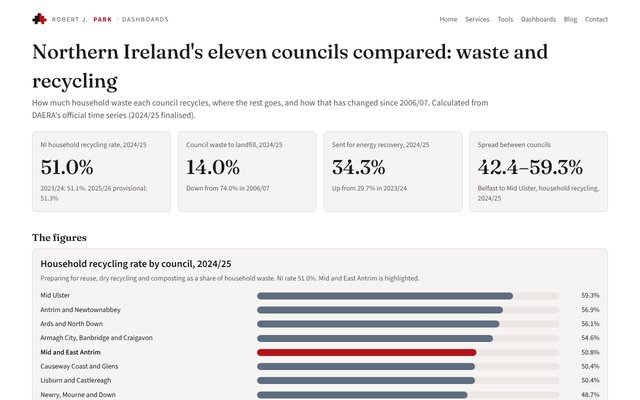 ROBERT J. PARK · DASHBOARDS
Home Services Tools Dashboards Blog Contact
Northern Ireland's eleven councils compared: waste and
recycling
How much household waste each council recycles, where the rest goes, and how that has changed since 2006/07. Calculated from
DAERA's official time series (2024/25 finalised).
NI household recycling rate, 2024/25
51.0%
2023/24: 51.1%. 2025/26 provisional:
51.3%
Council waste to landfill, 2024/25
14.0%
Down from 74.0% in 2006/07
Sent for energy recovery, 2024/25
34.3%
Up from 29.7% in 2023/24
Spread between councils
42.4–59.3%
Belfast to Mid Ulster, household recycling,
2024/25
The figures
Household recycling rate by council, 2024/25
Preparing for reuse, dry recycling and composting as a share of household waste. NI rate 51.0%. Mid and East Antrim is highlighted.
Mid Ulster 59.3%
Antrim and Newtownabbey 56.9%
Ards and North Down 56.1%
Armagh City, Banbridge and Craigavon 54.6%
Mid and East Antrim 50.8%
Causeway Coast and Glens 50.4%
Lisburn and Castlereagh 50.4%
Newry, Mourne and Down 48.7%